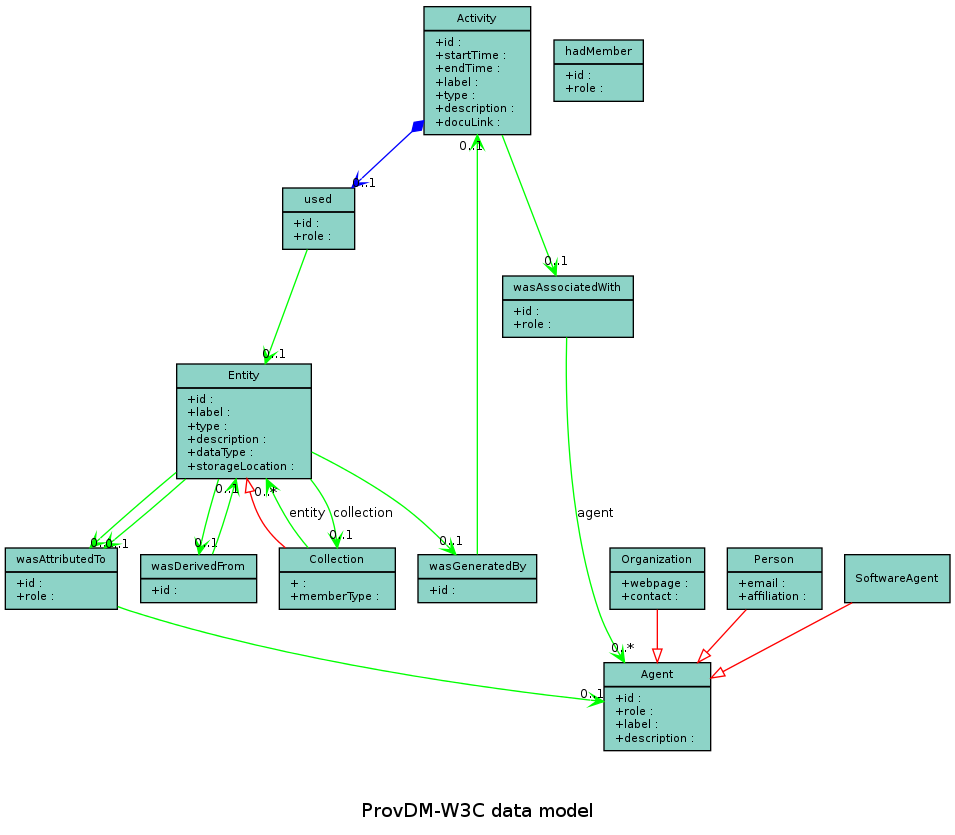 Activity
+id :
+startTime :
+endTime :
+label :
+type :
+description :
+docuLink :
hadMember
+id :
+role :
0..1
0..1
used
+id :
+role :
0..1
wasAssociatedWith
+id :
+role :
0..1
Entity
+id :
+label :
+type :
+description :
+dataType :
+storageLocation :
0..1
0..*
entity
collection
agent
0..1
0..1
0..1
0..1
wasAttributedTo
+id :
+role :
wasDerivedFrom
+id :
Collection
+ :
+memberType :
wasGeneratedBy
+id :
Organization
+webpage :
+contact :
Person
+email :
+affiliation :
SoftwareAgent
0..*
0..1
Agent
+id :
+role :
+label :
+description :
ProvDM-W3C data model